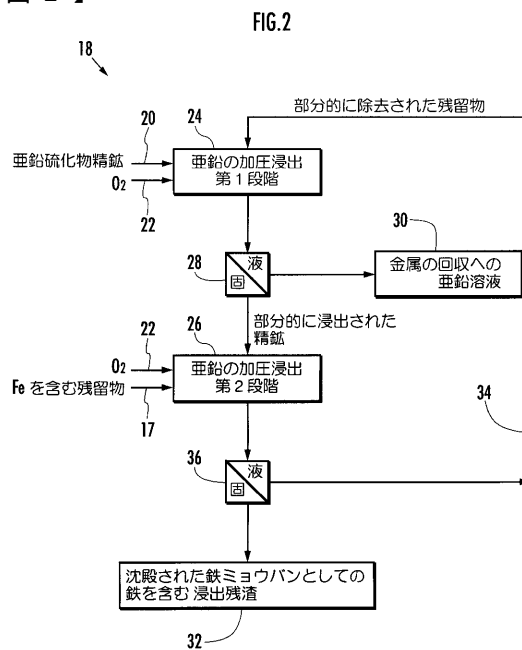 FIG.2
18
部分的に除去された残留物
20
24
亜鉛硫化物精鉱
O2
22
亜鉛の加圧浸出
第1段階
30
28
液
固
金属の回収への
亜鉛溶液
部分的に浸出された
精鉱
22
26
O2
Feを含む残留物
17
亜鉛の加圧浸出
第2段階
34
36
液
固
沈殿された鉄ミョウバンとしての
鉄を含む浸出残渣
32